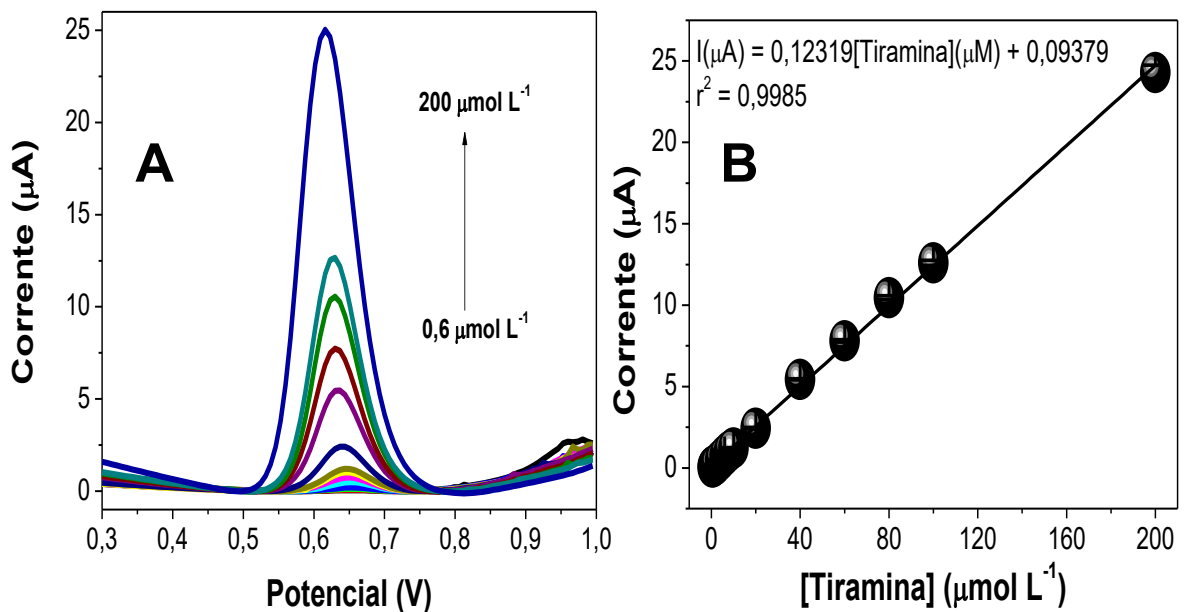 A
200 μmol L⁻¹
0,6 μmol L⁻¹
Corrente (μA)
25
20
15
10
5
0
0,3 0,4 0,5 0,6 0,7 0,8 0,9 1,0
Potencial (V)
I(μA) = 0,12319[Tiramina](μM) + 0,09379
r² = 0,9985
B
Corrente (μA)
25
20
15
10
5
0
0 40 80 120 160 200
[Tiramina] (μmol L⁻¹)